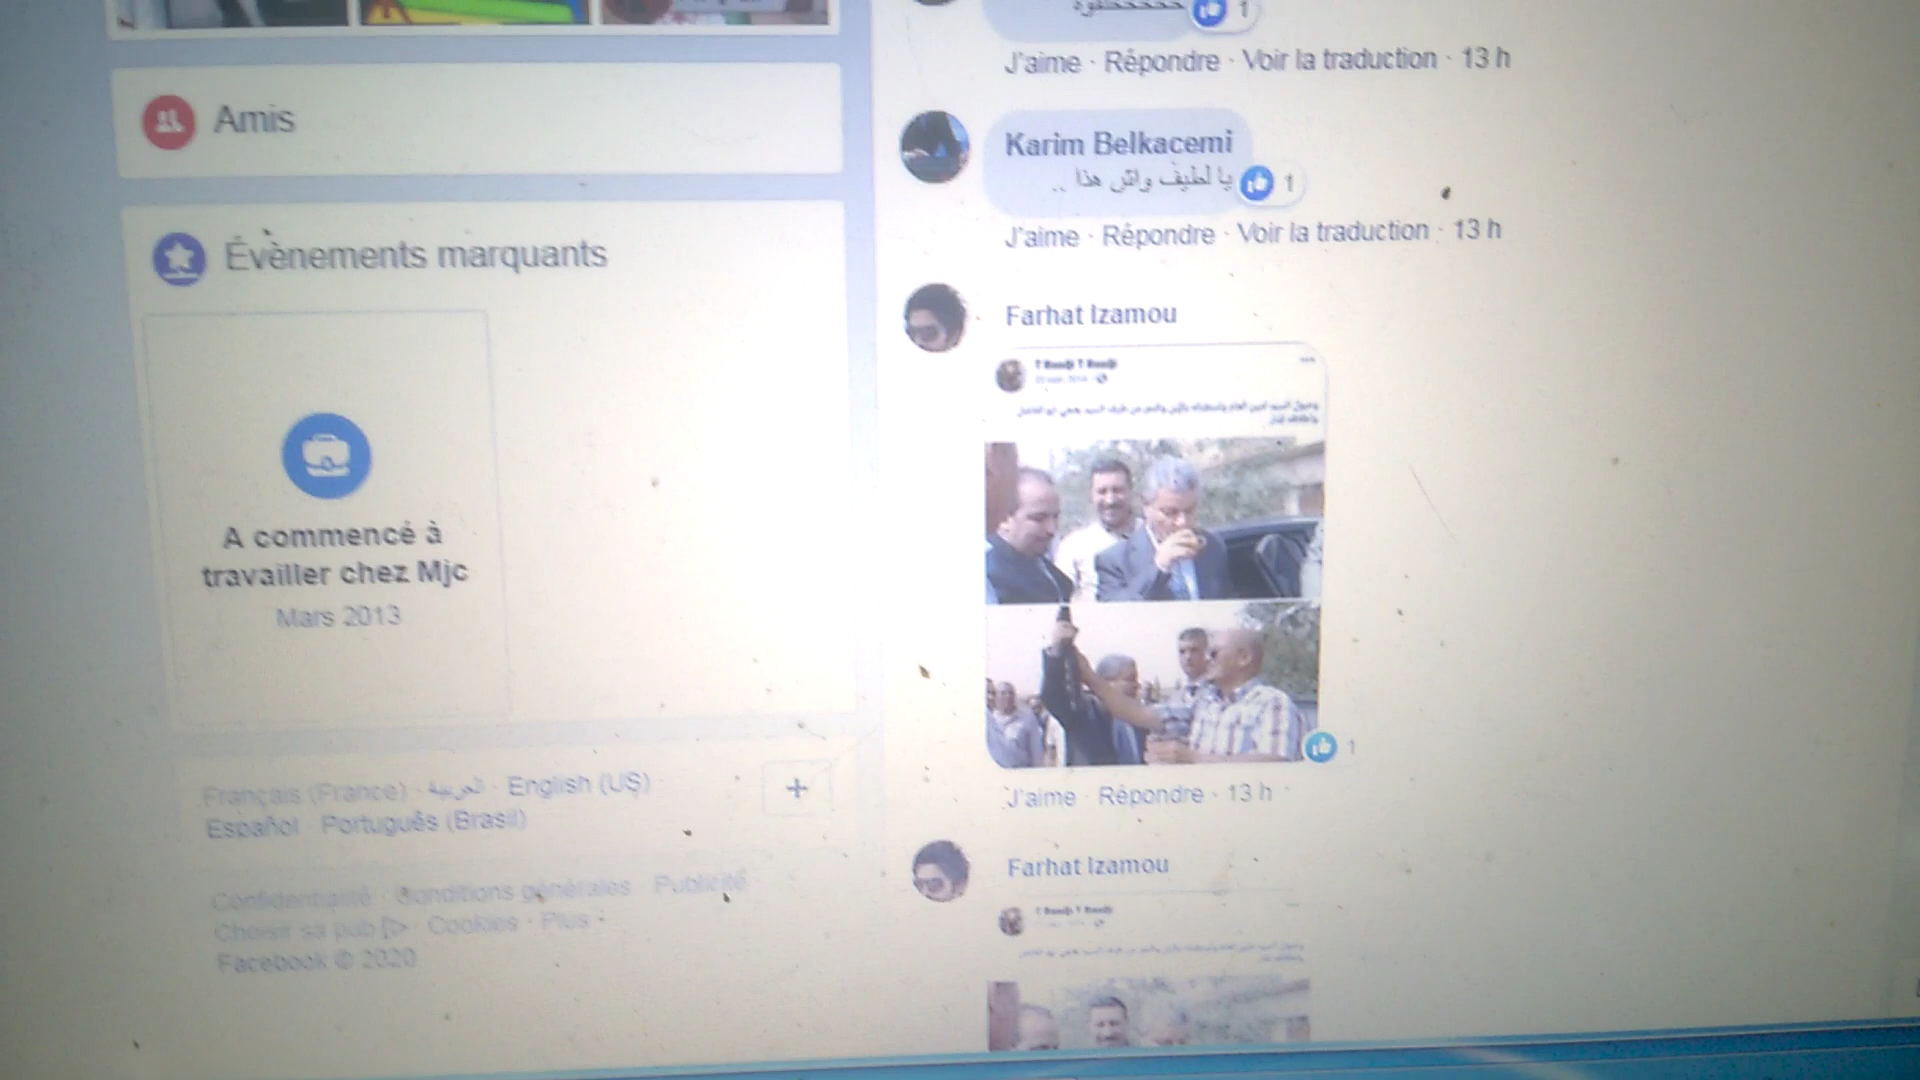 Amis
Évènements marquants
A commencé à
travailler chez Mjc
Mars 2013
Français (France) · العربية · English (US) ·
Español · Português (Brasil)
+
Confidentialité · Conditions générales · Publicité
Choisir sa pub · Cookies · Plus
Facebook © 2020
1
J'aime · Répondre · Voir la traduction · 13 h
Karim Belkacemi
يا لطيف واش هذا ..
1
J'aime · Répondre · Voir la traduction · 13 h
Farhat Izamou
1
J'aime · Répondre · 13 h
Farhat Izamou